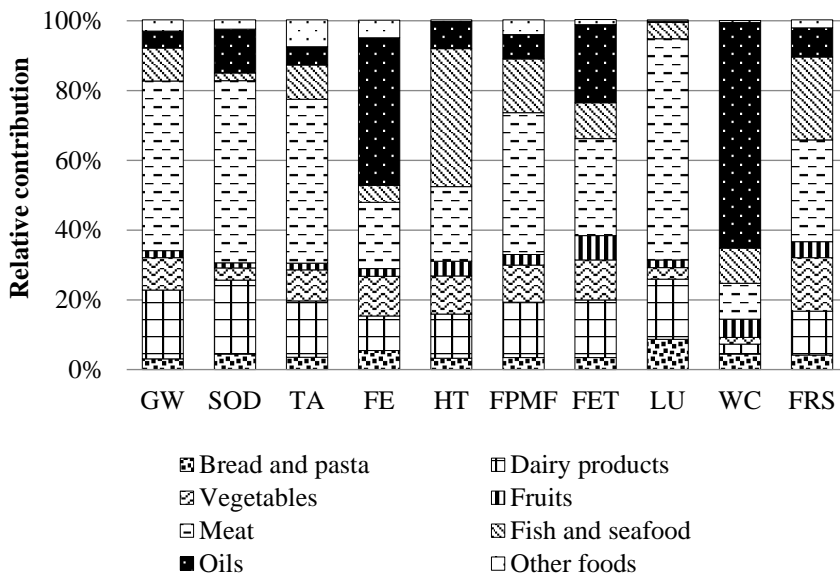 100%
80%
60%
40%
20%
0%
Relative contribution
GW SOD TA FE HT FPMF FET LU WC FRS
Bread and pasta
Dairy products
Vegetables
Fruits
Meat
Fish and seafood
Oils
Other foods